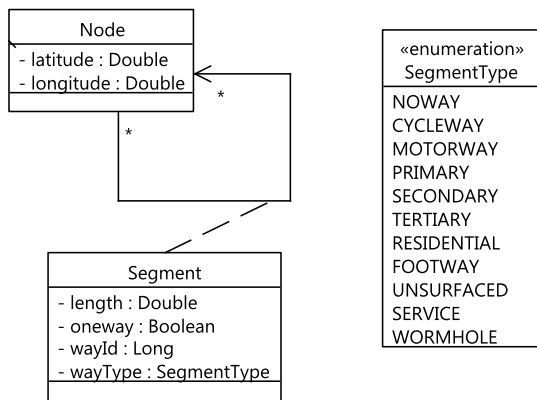 Node
- latitude : Double
- longitude : Double
*
*
Segment
- length : Double
- oneway : Boolean
- wayId : Long
- wayType : SegmentType
«enumeration»
SegmentType
NOWAY
CYCLEWAY
MOTORWAY
PRIMARY
SECONDARY
TERTIARY
RESIDENTIAL
FOOTWAY
UNSURFACED
SERVICE
WORMHOLE